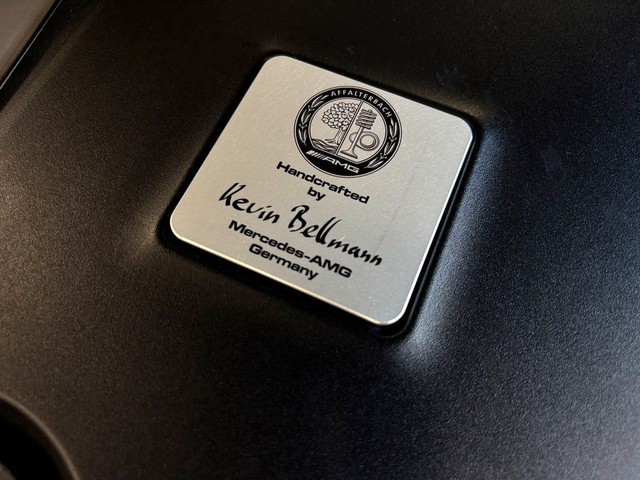 AFFALTERBACH
AMG
Handcrafted
by
Kevin Bellmann
Mercedes-AMG
Germany